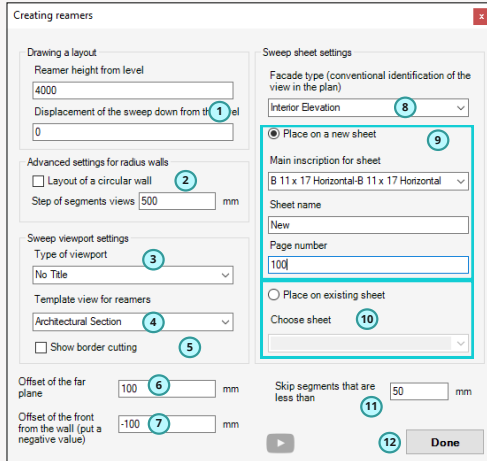 Creating reamers
x
Drawing a layout
Reamer height from level
4000
Displacement of the sweep down from th el
1
0
Advanced settings for radius walls
Layout of a circular wall
2
Step of segments views 500 mm
Sweep viewport settings
Type of viewport
3
No Title
Template view for reamers
Architectural Section
4
Show border cutting
5
Offset of the far
plane
100
6
mm
Offset of the front
from the wall (put a
negative value)
-100
7
mm
Sweep sheet settings
Facade type (conventional identification of the
view in the plan)
8
Interior Elevation
Place on a new sheet
9
Main inscription for sheet
B 11 x 17 Horizontal-B 11 x 17 Horizontal
Sheet name
New
Page number
100
Place on existing sheet
Choose sheet
10
Skip segments that are
less than
50
mm
11
12
Done